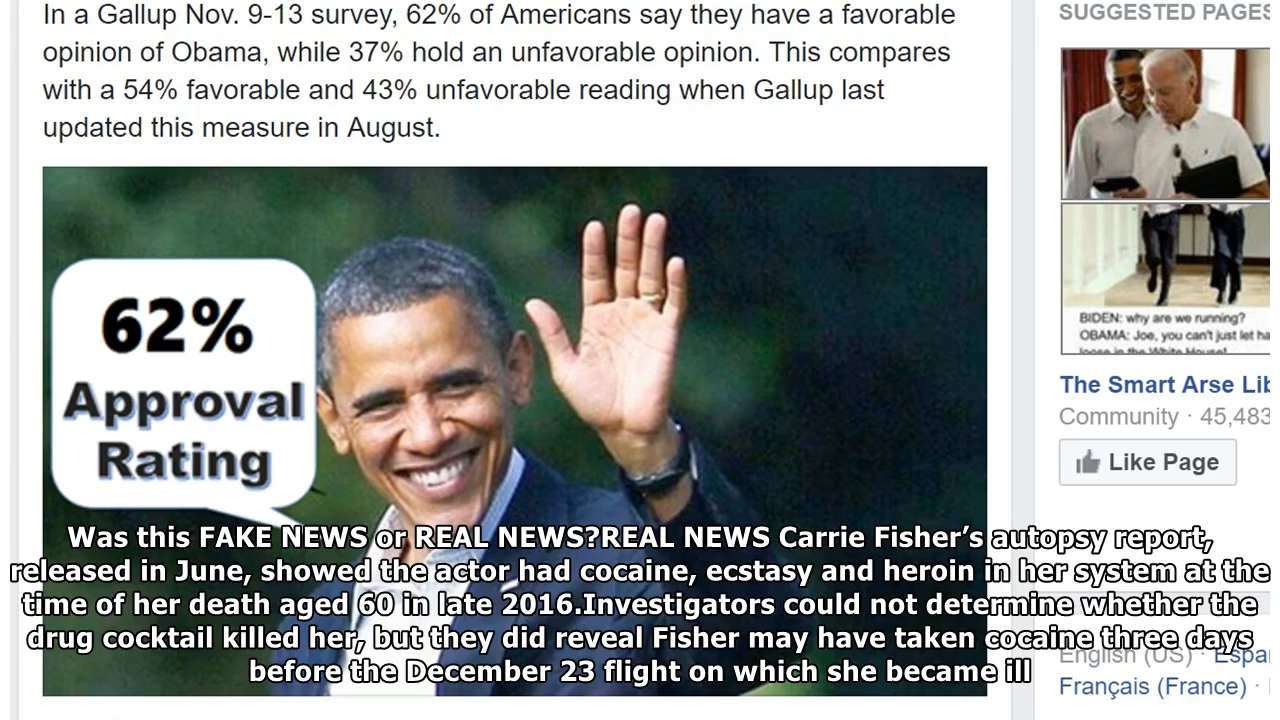 In a Gallup Nov. 9-13 survey, 62% of Americans say they have a favorable
opinion of Obama, while 37% hold an unfavorable opinion. This compares
with a 54% favorable and 43% unfavorable reading when Gallup last
updated this measure in August.
62%
Approval
Rating
SUGGESTED PAGES
BIDEN: why are we running?
OBAMA: Joe, you can't just let ha
loose in the White House!
The Smart Arse Lib
Community · 45,483
Like Page
Was this FAKE NEWS or REAL NEWS?REAL NEWS Carrie Fisher’s autopsy report,
released in June, showed the actor had cocaine, ecstasy and heroin in her system at the
time of her death aged 60 in late 2016.Investigators could not determine whether the
drug cocktail killed her, but they did reveal Fisher may have taken cocaine three days
before the December 23 flight on which she became ill
English (US) · Espa
Français (France) ·